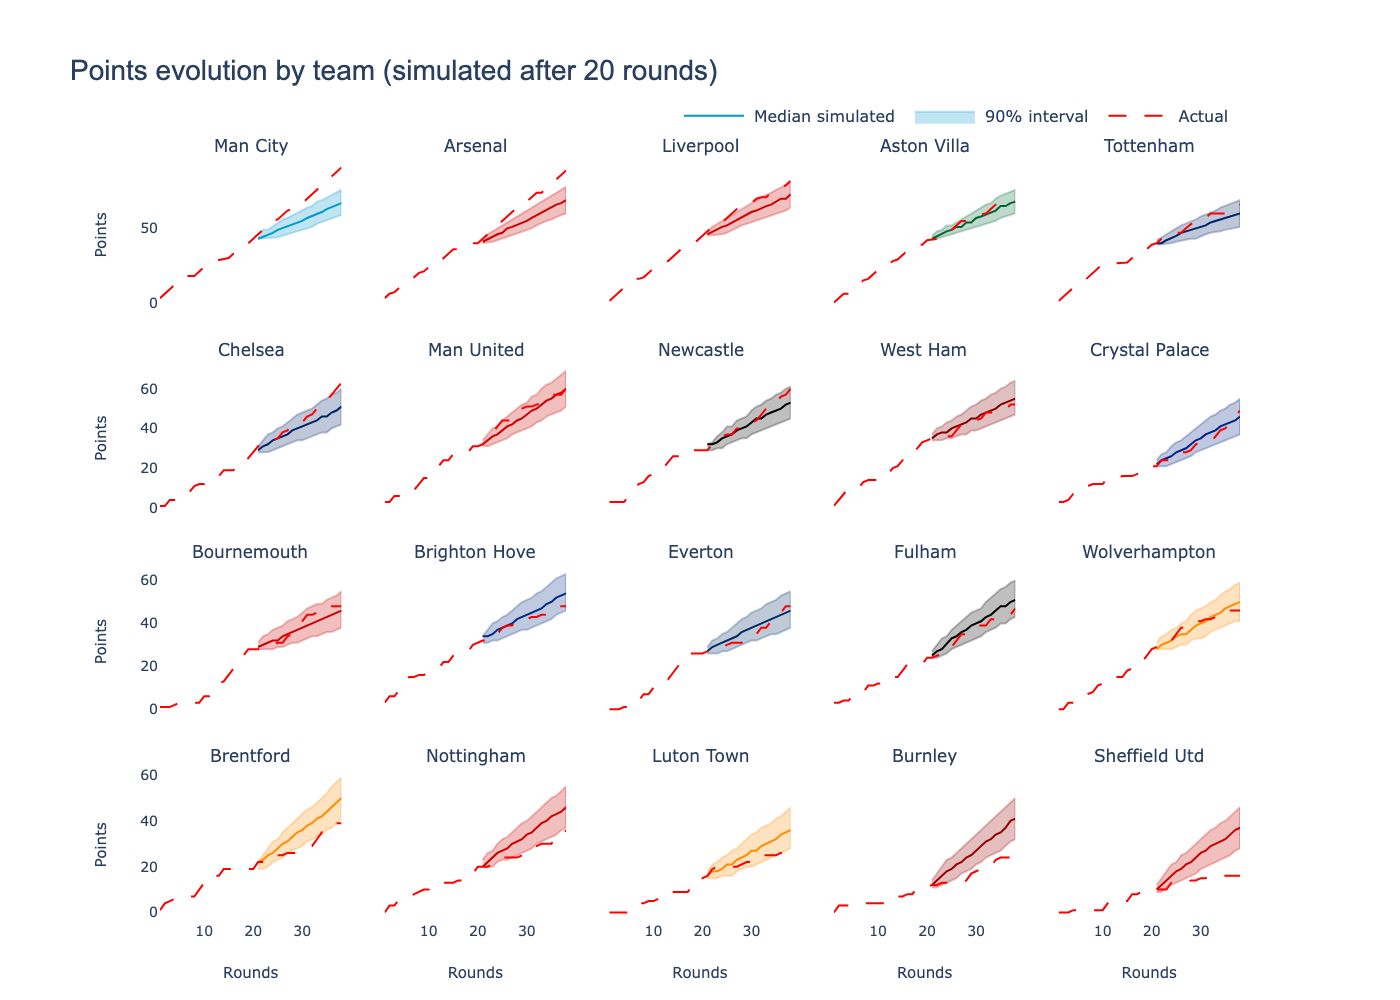 Points evolution by team (simulated after 20 rounds)
Median simulated 90% interval Actual
Man City Arsenal Liverpool Aston Villa Tottenham
Points
50
0
Chelsea Man United Newcastle West Ham Crystal Palace
Points
60
40
20
0
Bournemouth Brighton Hove Everton Fulham Wolverhampton
Points
60
40
20
0
Brentford Nottingham Luton Town Burnley Sheffield Utd
Points
60
40
20
0
10 20 30 10 20 30 10 20 30 10 20 30 10 20 30
Rounds Rounds Rounds Rounds Rounds